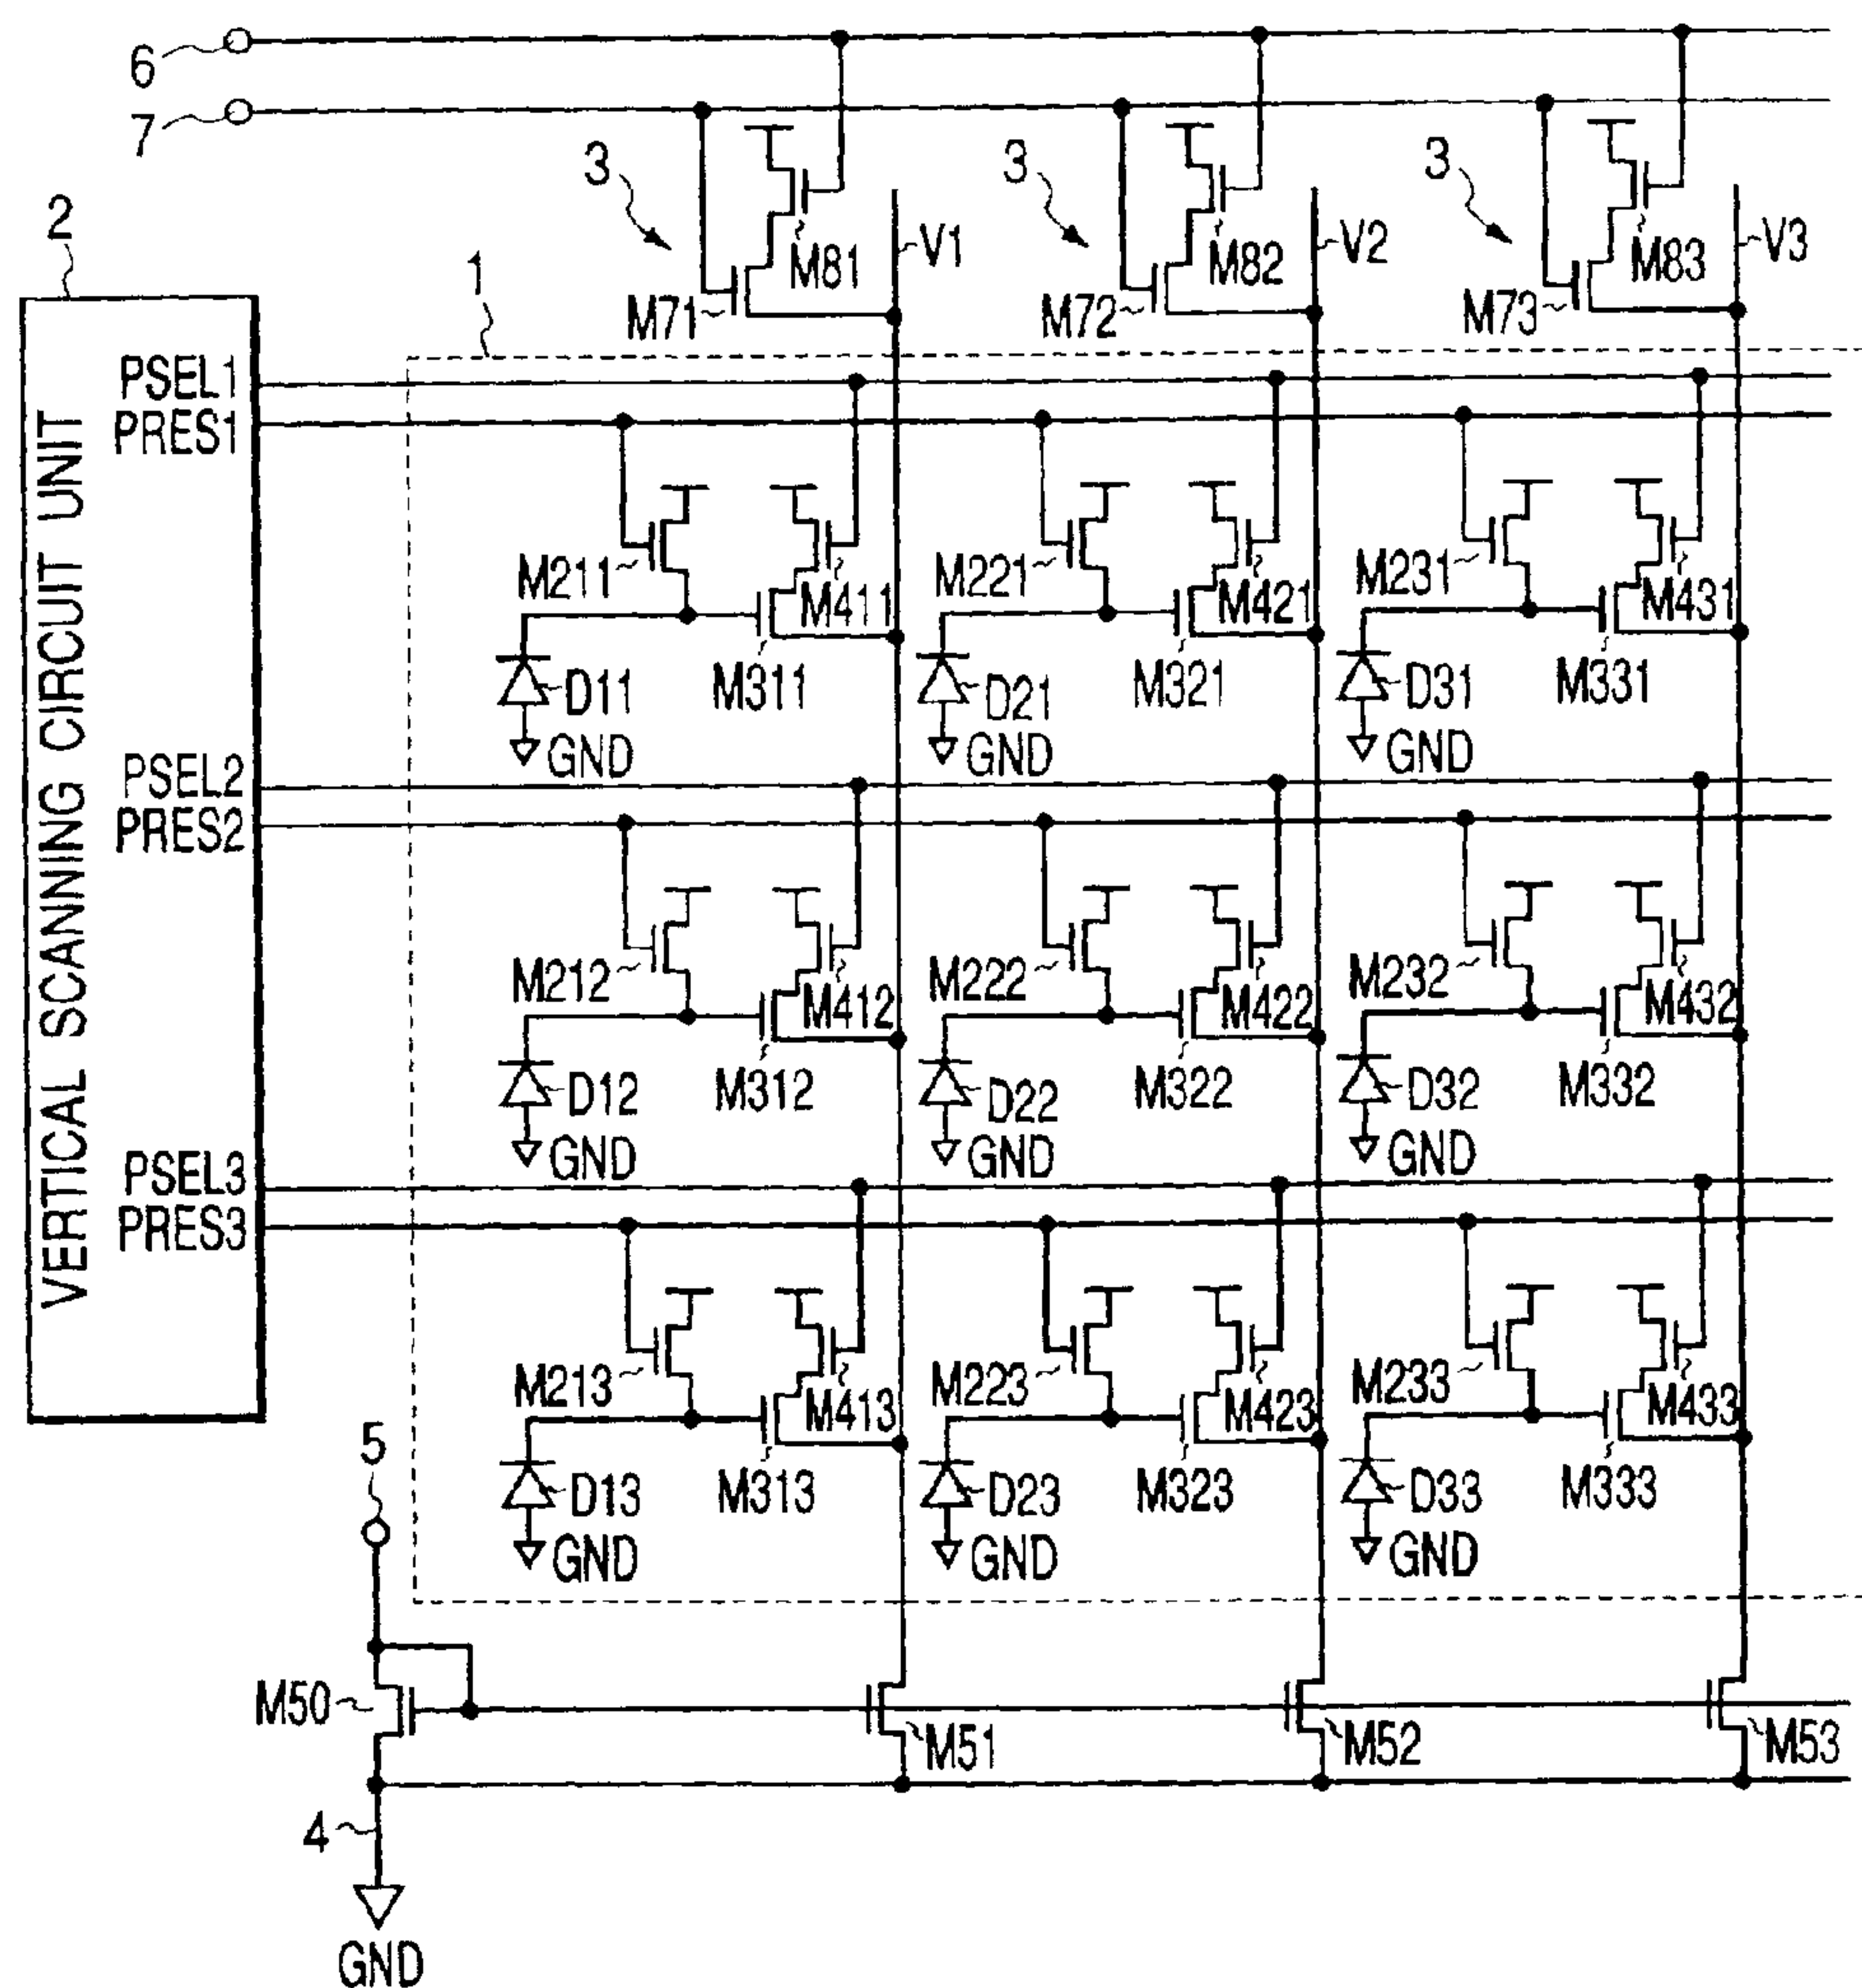 6
7
2
3
3
3
1
M81
V1
M82
V2
M83
V3
M71
M72
M73
VERTICAL SCANNING CIRCUIT UNIT
PSEL1
PRES1
M211
M411
M221
M421
M231
M431
D11
M311
D21
M321
D31
M331
GND
GND
GND
PSEL2
PRES2
M212
M412
M222
M422
M232
M432
D12
M312
D22
M322
D32
M332
GND
GND
GND
PSEL3
PRES3
M213
M413
M223
M423
M233
M433
5
D13
M313
D23
M323
D33
M333
GND
GND
GND
M50
M51
M52
M53
4
GND